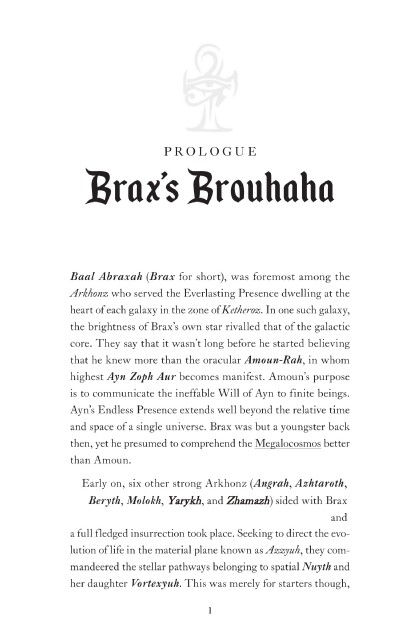 PROLOGUE
Brax's Brouhaha
Baal Abraxah (Brax for short), was foremost among the
Arkhonz who served the Everlasting Presence dwelling at the
heart of each galaxy in the zone of Ketheroz. In one such galaxy,
the brightness of Brax's own star rivalled that of the galactic
core. They say that it wasn't long before he started believing
that he knew more than the oracular Amoun-Rah, in whom
highest Ayn Zoph Aur becomes manifest. Amoun's purpose
is to communicate the ineffable Will of Ayn to finite beings.
Ayn's Endless Presence extends well beyond the relative time
and space of a single universe. Brax was but a youngster back
then, yet he presumed to comprehend the Megalocosmos better
than Amoun.
Early on, six other strong Arkhonz (Angrah, Azhtaroth,
Beryth, Molokh, Yarykh, and Zhamazh) sided with Brax
and
a full fledged insurrection took place. Seeking to direct the evo-
lution of life in the material plane known as Azzyuh, they com-
mandeered the stellar pathways belonging to spatial Nuyth and
her daughter Vortexyuh. This was merely for starters though,
1